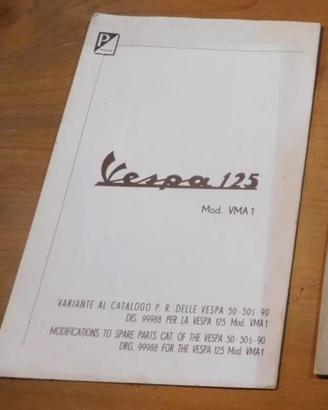 P
Vespa 125
Mod. VMA1
VARIANTE AL CATALOGO P. R. DELLE VESPA 50-50s-90
DIS. 99988 PER LA VESPA 125 Mod. VMA1
MODIFICATIONS TO SPARE PARTS CAT. OF THE VESPA 50-50s-90
DRG. 99988 FOR THE VESPA 125 Mod. VMA1